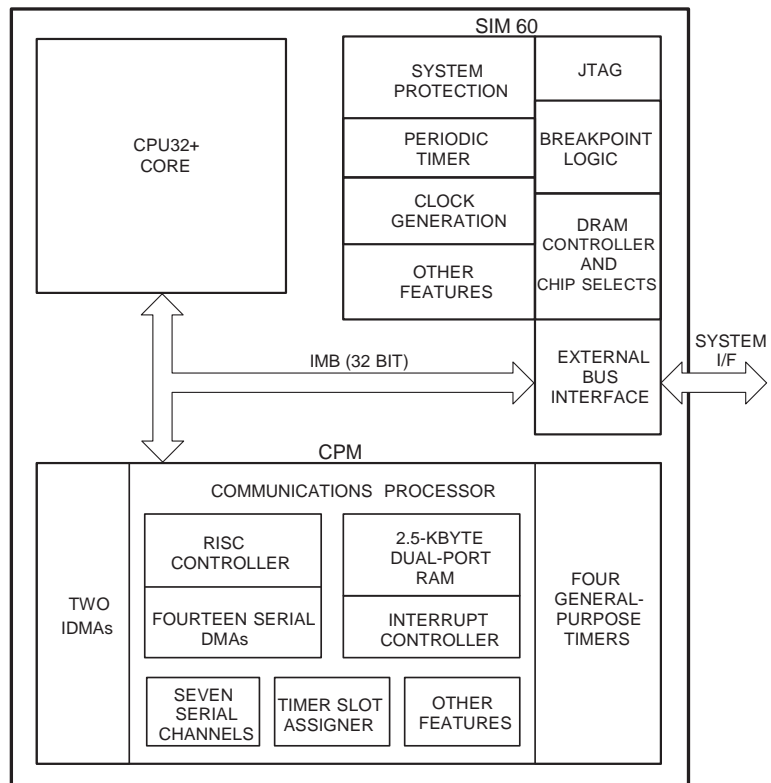 SIM 60
CPU32+
CORE
SYSTEM
PROTECTION
PERIODIC
TIMER
CLOCK
GENERATION
OTHER
FEATURES
JTAG
BREAKPOINT
LOGIC
DRAM
CONTROLLER
AND
CHIP SELECTS
EXTERNAL
BUS
INTERFACE
SYSTEM
I/F
IMB (32 BIT)
CPM
TWO
IDMAs
COMMUNICATIONS PROCESSOR
RISC
CONTROLLER
FOURTEEN SERIAL
DMAs
2.5-KBYTE
DUAL-PORT
RAM
INTERRUPT
CONTROLLER
SEVEN
SERIAL
CHANNELS
TIMER SLOT
ASSIGNER
OTHER
FEATURES
FOUR
GENERAL-
PURPOSE
TIMERS